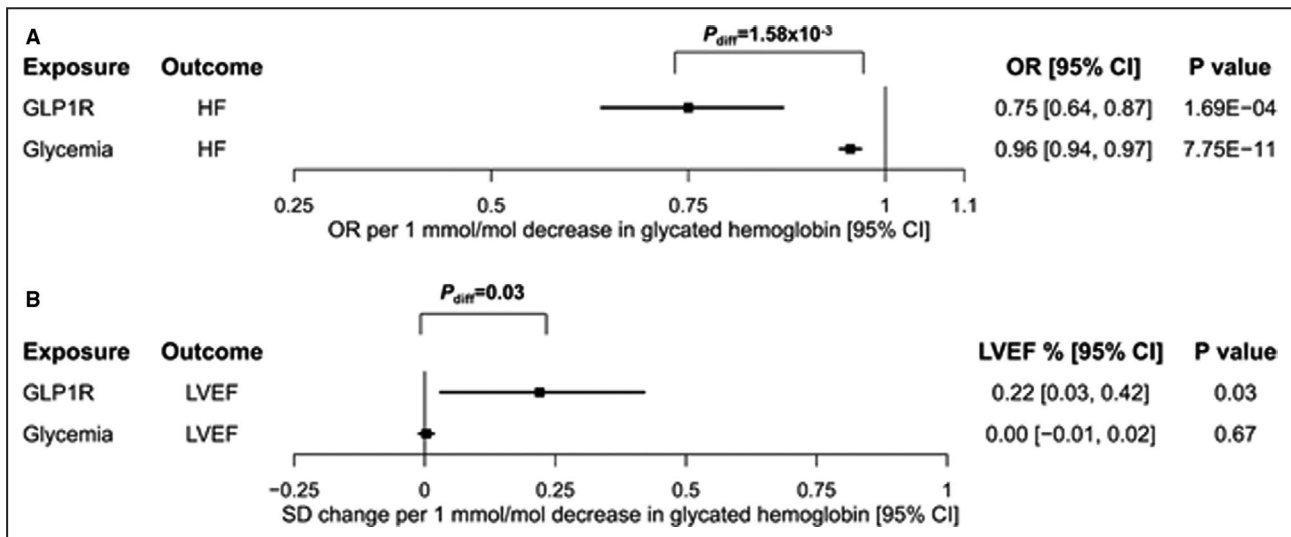 A
P_diff=1.58x10⁻³
Exposure Outcome OR [95% CI] P value
GLP1R HF 0.75 [0.64, 0.87] 1.69E−04
Glycemia HF 0.96 [0.94, 0.97] 7.75E−11
0.25 0.5 0.75 1 1.1
OR per 1 mmol/mol decrease in glycated hemoglobin [95% CI]
B
P_diff=0.03
Exposure Outcome LVEF % [95% CI] P value
GLP1R LVEF 0.22 [0.03, 0.42] 0.03
Glycemia LVEF 0.00 [−0.01, 0.02] 0.67
−0.25 0 0.25 0.5 0.75 1
SD change per 1 mmol/mol decrease in glycated hemoglobin [95% CI]